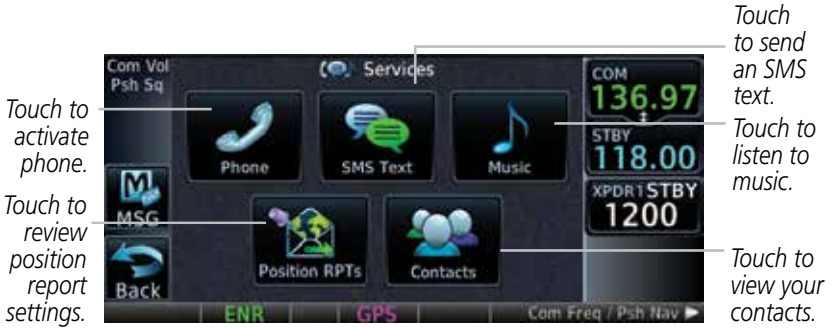 Touch
to send
an SMS
text.
Com Vol
Psh Sq
Services
COM
136.97
Touch to
activate
phone.
Phone
SMS Text
Music
STBY
118.00
Touch to
listen to
music.
MSG
XPDR1 STBY
1200
Touch to
review
position
report
settings.
Position RPTs
Contacts
Back
Touch to
view your
contacts.
ENR
GPS
Com Freq / Psh Nav